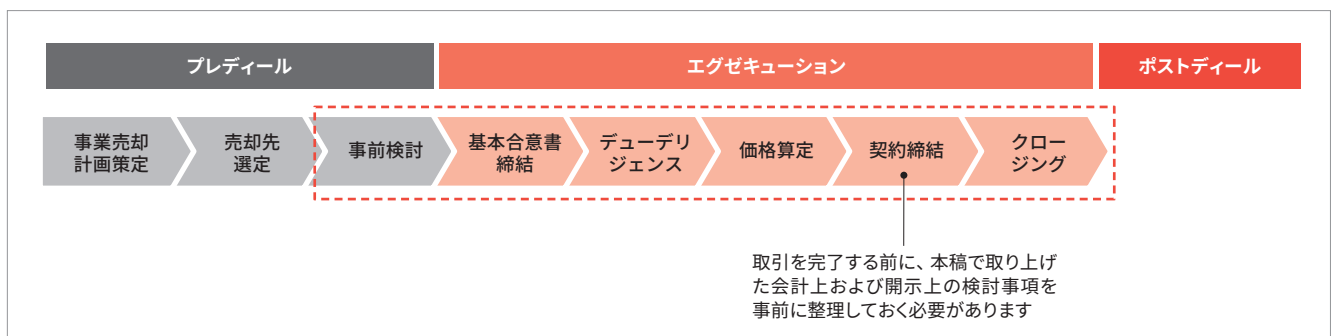 プレディール
エグゼキューション
ポストディール
事業売却
計画策定
売却先
選定
事前検討
基本合意書
締結
デューデリ
ジェンス
価格算定
契約締結
クロー
ジング
取引を完了する前に、本稿で取り上げ
た会計上および開示上の検討事項を
事前に整理しておく必要があります